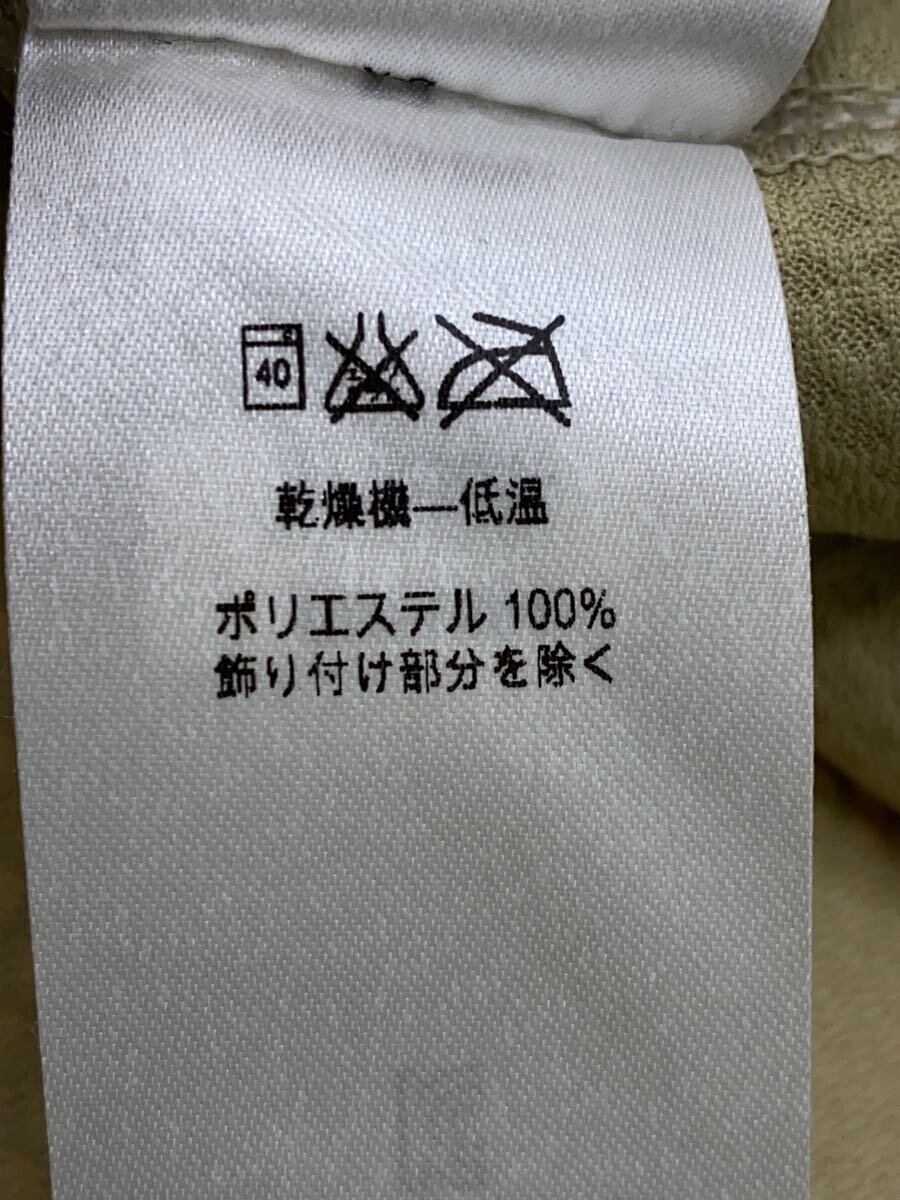 40
乾燥機—低温
ポリエステル 100%
飾り付け部分を除く